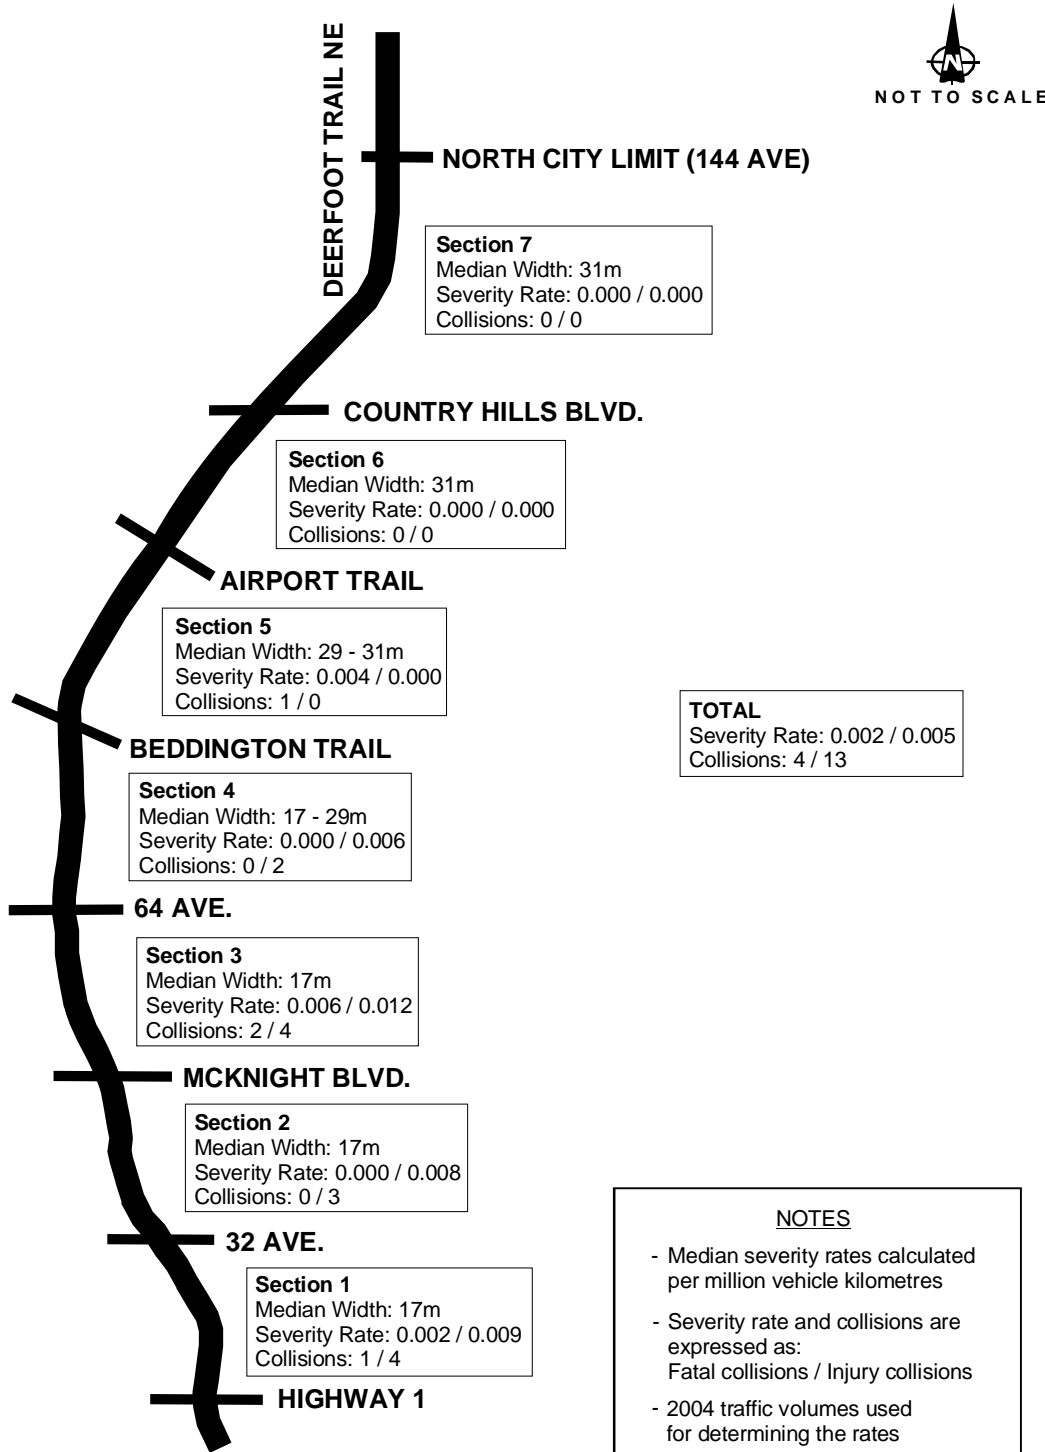 DEERFOOT TRAIL NE
N
NOT TO SCALE
NORTH CITY LIMIT (144 AVE)
Section 7
Median Width: 31m
Severity Rate: 0.000 / 0.000
Collisions: 0 / 0
COUNTRY HILLS BLVD.
Section 6
Median Width: 31m
Severity Rate: 0.000 / 0.000
Collisions: 0 / 0
AIRPORT TRAIL
Section 5
Median Width: 29 - 31m
Severity Rate: 0.004 / 0.000
Collisions: 1 / 0
TOTAL
Severity Rate: 0.002 / 0.005
Collisions: 4 / 13
BEDDINGTON TRAIL
Section 4
Median Width: 17 - 29m
Severity Rate: 0.000 / 0.006
Collisions: 0 / 2
64 AVE.
Section 3
Median Width: 17m
Severity Rate: 0.006 / 0.012
Collisions: 2 / 4
MCKNIGHT BLVD.
Section 2
Median Width: 17m
Severity Rate: 0.000 / 0.008
Collisions: 0 / 3
32 AVE.
Section 1
Median Width: 17m
Severity Rate: 0.002 / 0.009
Collisions: 1 / 4
HIGHWAY 1
NOTES
- Median severity rates calculated
per million vehicle kilometres
- Severity rate and collisions are
expressed as:
Fatal collisions / Injury collisions
- 2004 traffic volumes used
for determining the rates